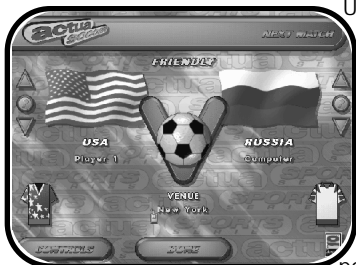 actua
soccer
NEXT MATCH
FRIENDLY
USA
Player 1
RUSSIA
Computer
VENUE
New York
CONTROLS
DONE